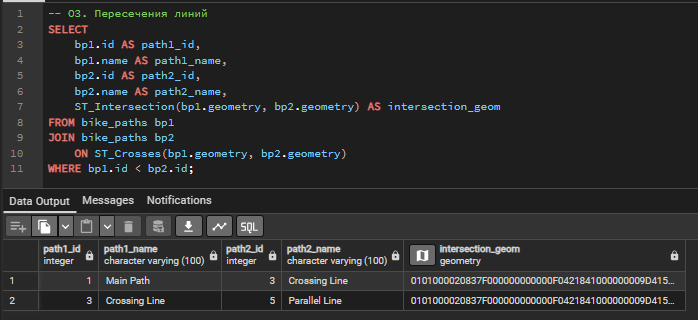 1 -- 03. Пересечения линий
2 SELECT
3 bp1.id AS path1_id,
4 bp1.name AS path1_name,
5 bp2.id AS path2_id,
6 bp2.name AS path2_name,
7 ST_Intersection(bp1.geometry, bp2.geometry) AS intersection_geom
8 FROM bike_paths bp1
9 JOIN bike_paths bp2
10 ON ST_Crosses(bp1.geometry, bp2.geometry)
11 WHERE bp1.id < bp2.id;
Data Output Messages Notifications
SQL
path1_id integer path1_name character varying (100) path2_id integer path2_name character varying (100) intersection_geom geometry
1 1 Main Path 3 Crossing Line 0101000020837F000000000000F0421841000000009D415...
2 3 Crossing Line 5 Parallel Line 0101000020837F000000000000F0421841000000009D415...